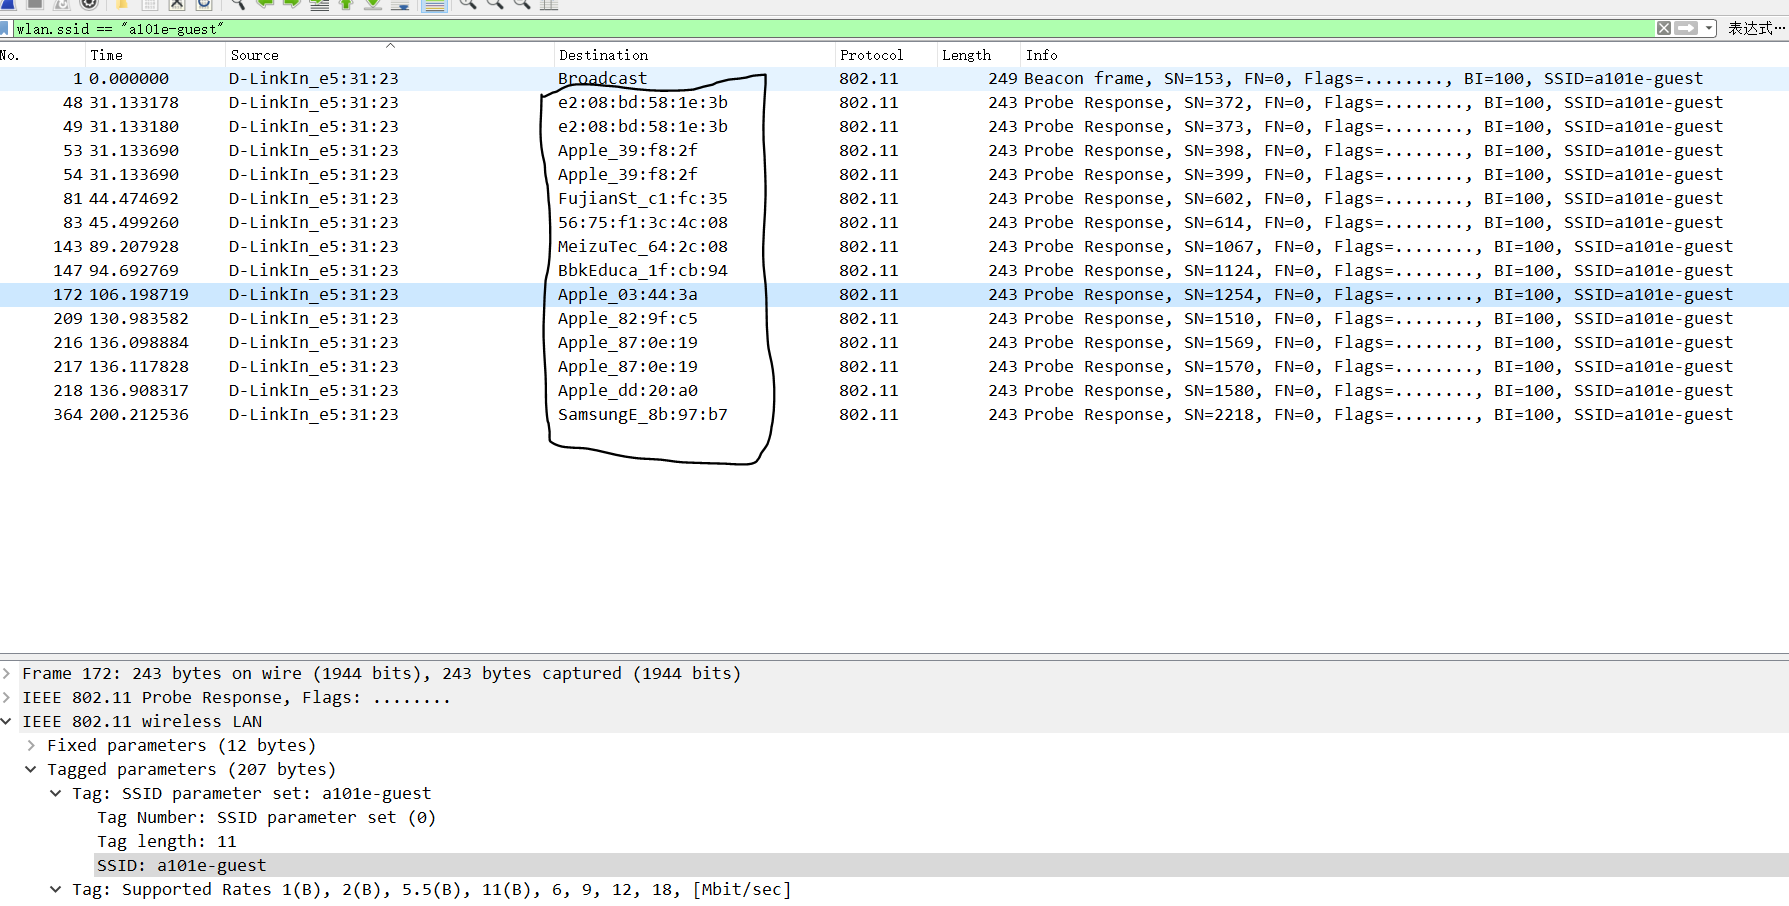 wlan.ssid == "a101e-guest" 表达式…
No. Time Source Destination Protocol Length Info
1 0.000000 D-LinkIn_e5:31:23 Broadcast 802.11 249 Beacon frame, SN=153, FN=0, Flags=........, BI=100, SSID=a101e-guest
48 31.133178 D-LinkIn_e5:31:23 e2:08:bd:58:1e:3b 802.11 243 Probe Response, SN=372, FN=0, Flags=........, BI=100, SSID=a101e-guest
49 31.133180 D-LinkIn_e5:31:23 e2:08:bd:58:1e:3b 802.11 243 Probe Response, SN=373, FN=0, Flags=........, BI=100, SSID=a101e-guest
53 31.133690 D-LinkIn_e5:31:23 Apple_39:f8:2f 802.11 243 Probe Response, SN=398, FN=0, Flags=........, BI=100, SSID=a101e-guest
54 31.133690 D-LinkIn_e5:31:23 Apple_39:f8:2f 802.11 243 Probe Response, SN=399, FN=0, Flags=........, BI=100, SSID=a101e-guest
81 44.474692 D-LinkIn_e5:31:23 FujianSt_c1:fc:35 802.11 243 Probe Response, SN=602, FN=0, Flags=........, BI=100, SSID=a101e-guest
83 45.499260 D-LinkIn_e5:31:23 56:75:f1:3c:4c:08 802.11 243 Probe Response, SN=614, FN=0, Flags=........, BI=100, SSID=a101e-guest
143 89.207928 D-LinkIn_e5:31:23 MeizuTec_64:2c:08 802.11 243 Probe Response, SN=1067, FN=0, Flags=........, BI=100, SSID=a101e-guest
147 94.692769 D-LinkIn_e5:31:23 BbkEduca_1f:cb:94 802.11 243 Probe Response, SN=1124, FN=0, Flags=........, BI=100, SSID=a101e-guest
172 106.198719 D-LinkIn_e5:31:23 Apple_03:44:3a 802.11 243 Probe Response, SN=1254, FN=0, Flags=........, BI=100, SSID=a101e-guest
209 130.983582 D-LinkIn_e5:31:23 Apple_82:9f:c5 802.11 243 Probe Response, SN=1510, FN=0, Flags=........, BI=100, SSID=a101e-guest
216 136.098884 D-LinkIn_e5:31:23 Apple_87:0e:19 802.11 243 Probe Response, SN=1569, FN=0, Flags=........, BI=100, SSID=a101e-guest
217 136.117828 D-LinkIn_e5:31:23 Apple_87:0e:19 802.11 243 Probe Response, SN=1570, FN=0, Flags=........, BI=100, SSID=a101e-guest
218 136.908317 D-LinkIn_e5:31:23 Apple_dd:20:a0 802.11 243 Probe Response, SN=1580, FN=0, Flags=........, BI=100, SSID=a101e-guest
364 200.212536 D-LinkIn_e5:31:23 SamsungE_8b:97:b7 802.11 243 Probe Response, SN=2218, FN=0, Flags=........, BI=100, SSID=a101e-guest
Frame 172: 243 bytes on wire (1944 bits), 243 bytes captured (1944 bits)
IEEE 802.11 Probe Response, Flags: ........
IEEE 802.11 wireless LAN
Fixed parameters (12 bytes)
Tagged parameters (207 bytes)
Tag: SSID parameter set: a101e-guest
Tag Number: SSID parameter set (0)
Tag length: 11
SSID: a101e-guest
Tag: Supported Rates 1(B), 2(B), 5.5(B), 11(B), 6, 9, 12, 18, [Mbit/sec]